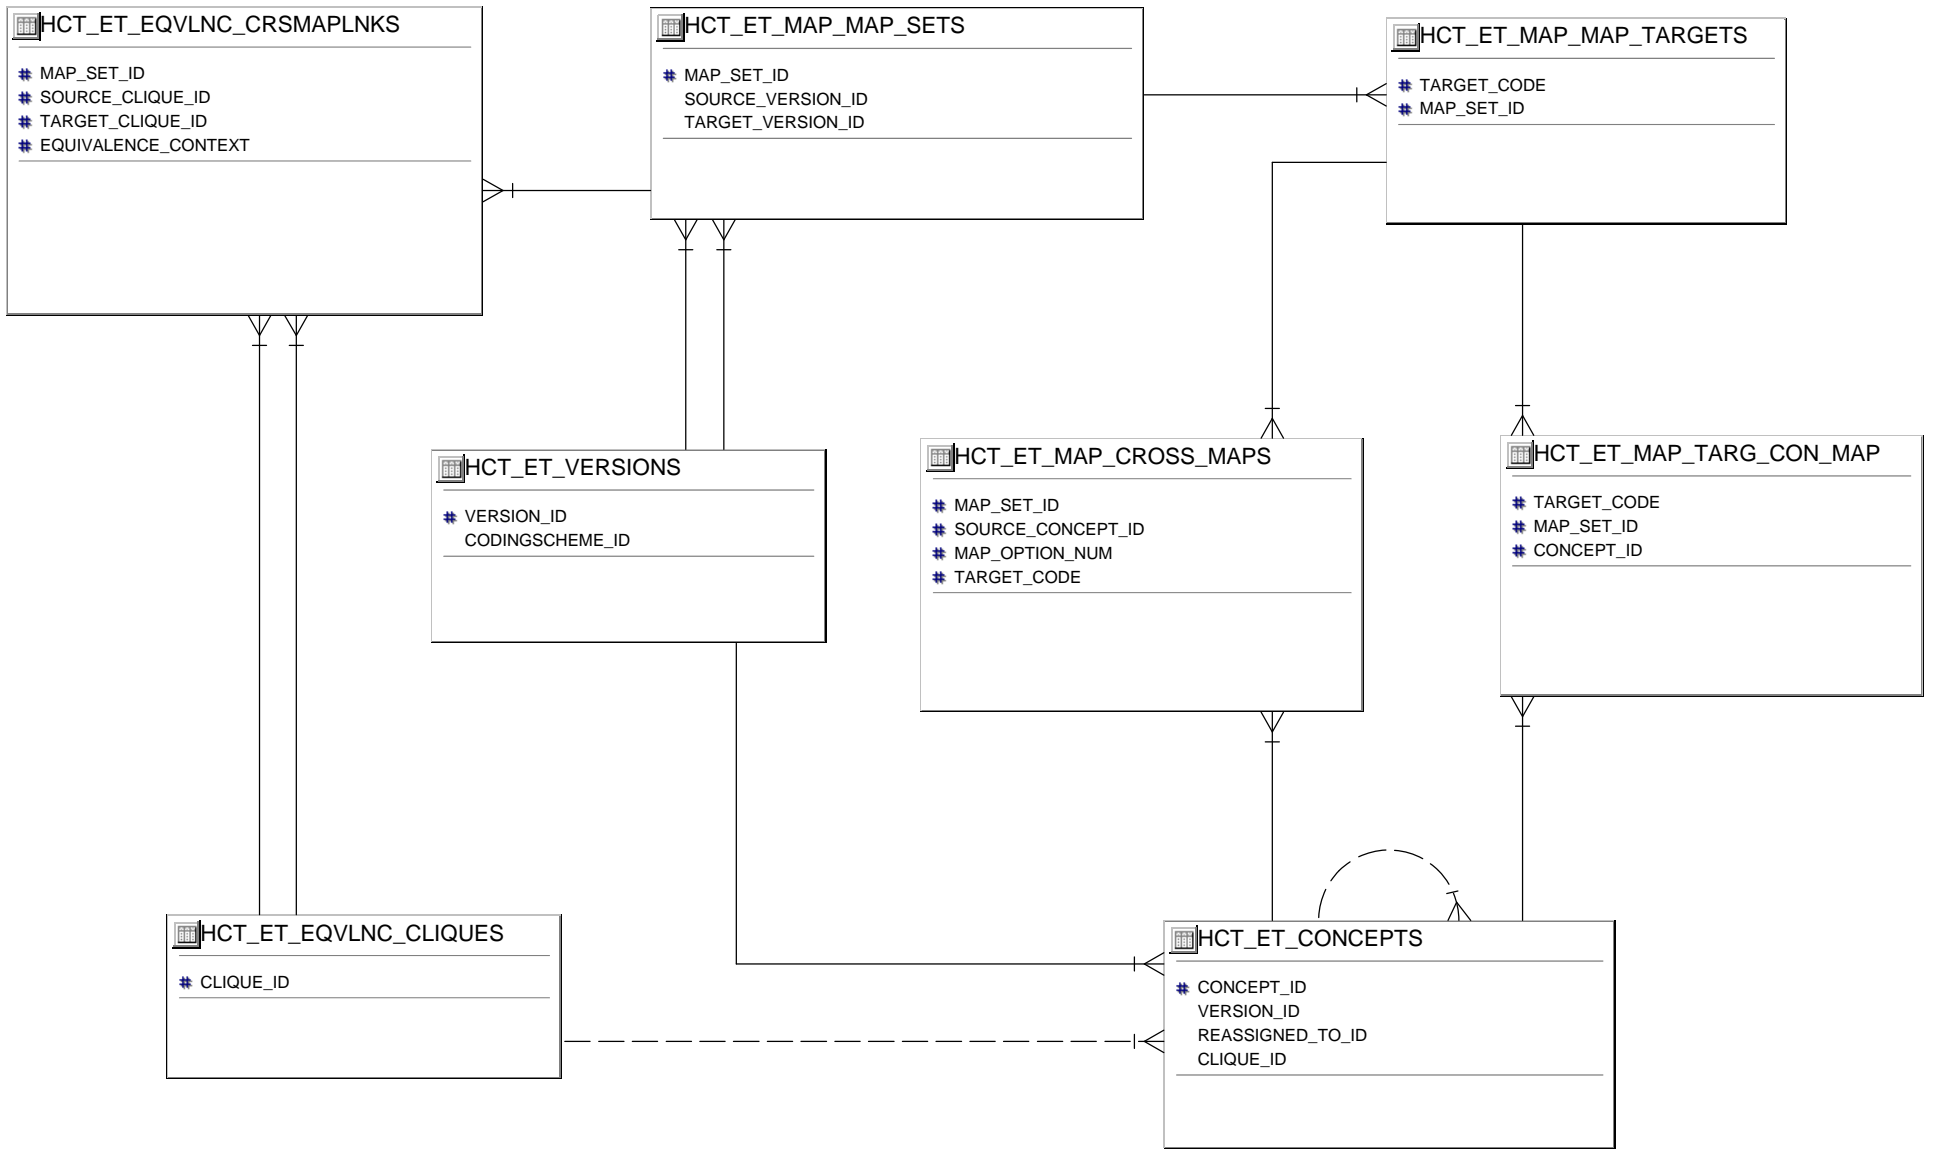 HCT_ET_EQVLNC_CRSMAPLNKS
# MAP_SET_ID
# SOURCE_CLIQUE_ID
# TARGET_CLIQUE_ID
# EQUIVALENCE_CONTEXT
HCT_ET_MAP_MAP_SETS
# MAP_SET_ID
SOURCE_VERSION_ID
TARGET_VERSION_ID
HCT_ET_MAP_MAP_TARGETS
# TARGET_CODE
# MAP_SET_ID
HCT_ET_VERSIONS
# VERSION_ID
CODINGSCHEME_ID
HCT_ET_MAP_CROSS_MAPS
# MAP_SET_ID
# SOURCE_CONCEPT_ID
# MAP_OPTION_NUM
# TARGET_CODE
HCT_ET_MAP_TARG_CON_MAP
# TARGET_CODE
# MAP_SET_ID
# CONCEPT_ID
HCT_ET_EQVLNC_CLIQUES
# CLIQUE_ID
HCT_ET_CONCEPTS
# CONCEPT_ID
VERSION_ID
REASSIGNED_TO_ID
CLIQUE_ID